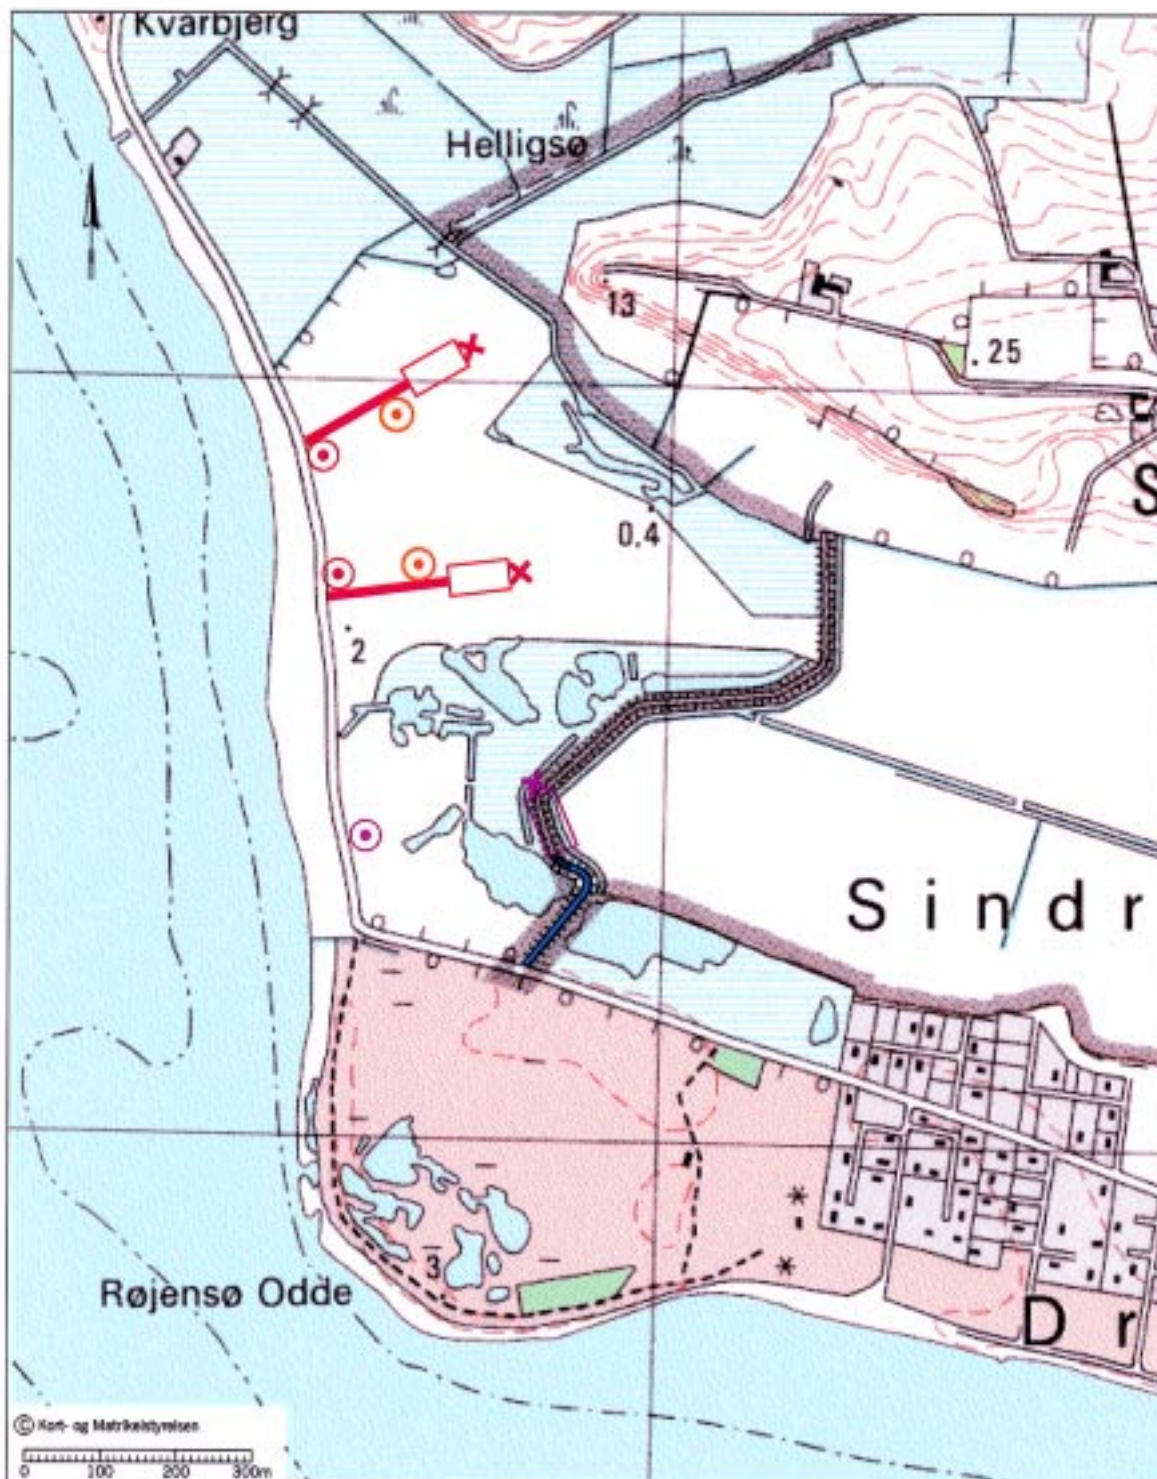 Kvarbjerg
Helligsø
13
. 25
S
0.4
2
Sindr
3
Røjensø Odde
Dr
© Kort- og Matrikelstyrelsen
0 100 200 300m